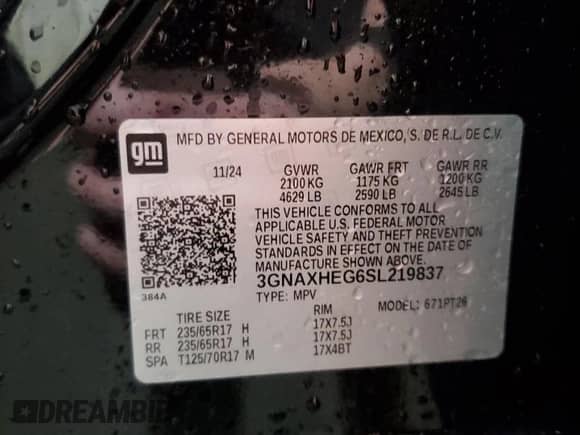 gm MFD BY GENERAL MOTORS DE MEXICO, S. DE R.L. DE C.V.
11/24 GVWR GAWR FRT GAWR RR
2100 KG 1175 KG 1200 KG
4629 LB 2590 LB 2645 LB
THIS VEHICLE CONFORMS TO ALL
APPLICABLE U.S. FEDERAL MOTOR
VEHICLE SAFETY AND THEFT PREVENTION
STANDARDS IN EFFECT ON THE DATE OF
MANUFACTURE SHOWN ABOVE.
384A
3GNAXHEG6SL219837
TYPE: MPV MODEL: 671PT26
TIRE SIZE RIM
FRT 235/65R17 H 17X7.5J
RR 235/65R17 H 17X7.5J
SPA T125/70R17 M 17X4BT